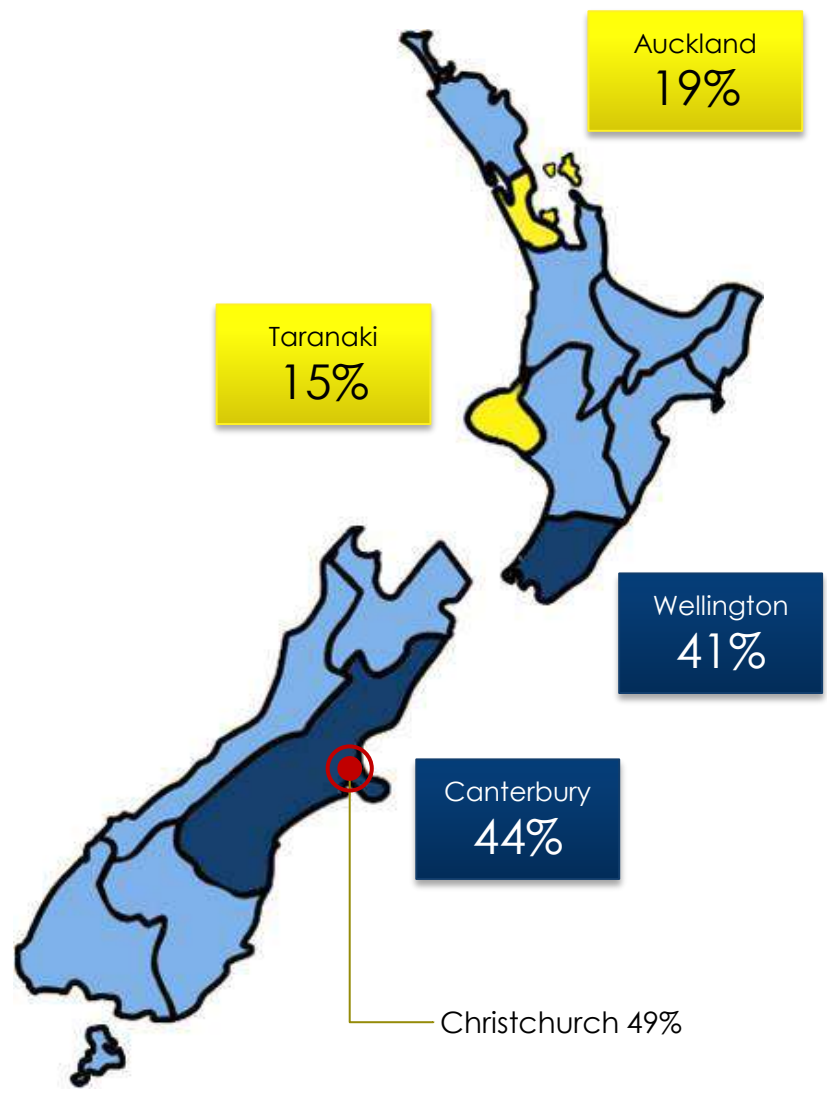 Auckland
19%
Taranaki
15%
Wellington
41%
Canterbury
44%
Christchurch 49%